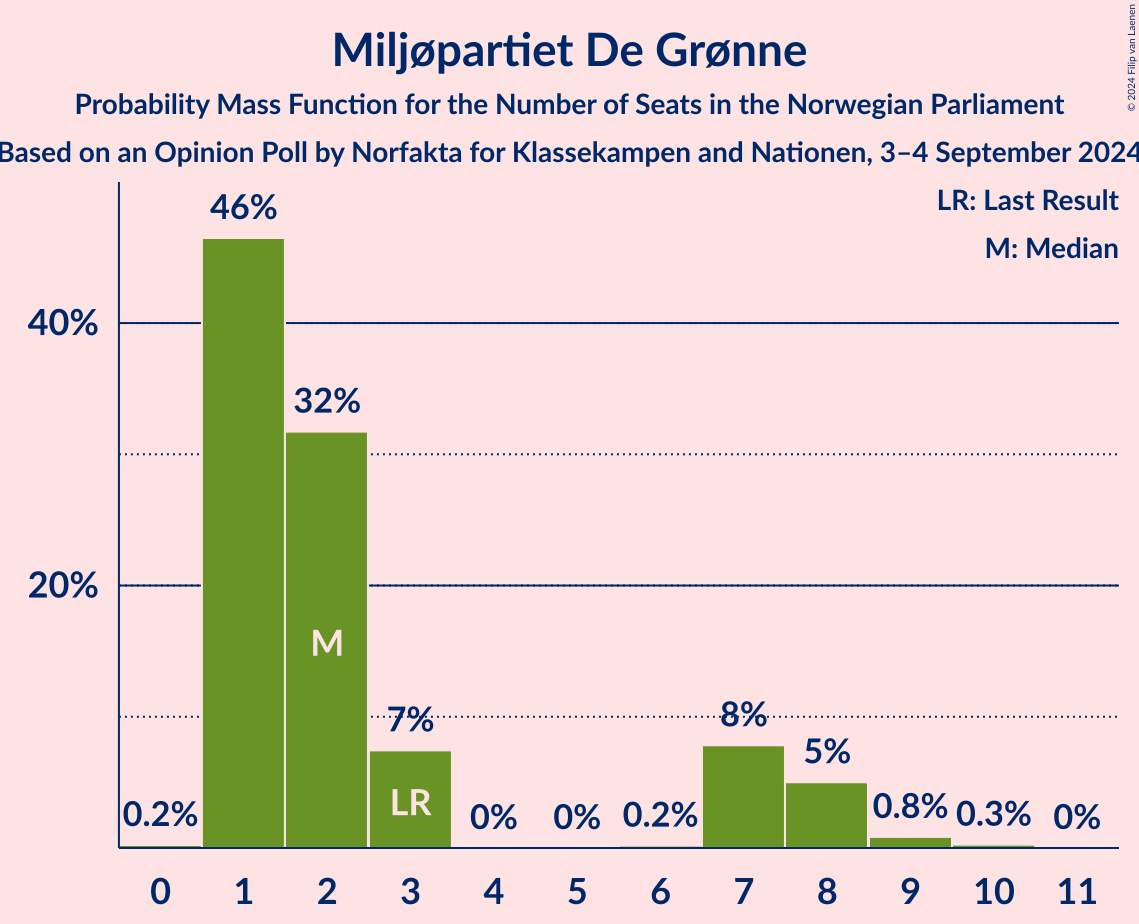 Miljøpartiet De Grønne
Probability Mass Function for the Number of Seats in the Norwegian Parliament
Based on an Opinion Poll by Norfakta for Klassekampen and Nationen, 3–4 September 2024
© 2024 Filip van Laenen
LR: Last Result
M: Median
46%
40%
32%
20%
M
7%
8%
5%
LR
0.2%
0%
0%
0.2%
0.8%
0.3%
0%
0 1 2 3 4 5 6 7 8 9 10 11